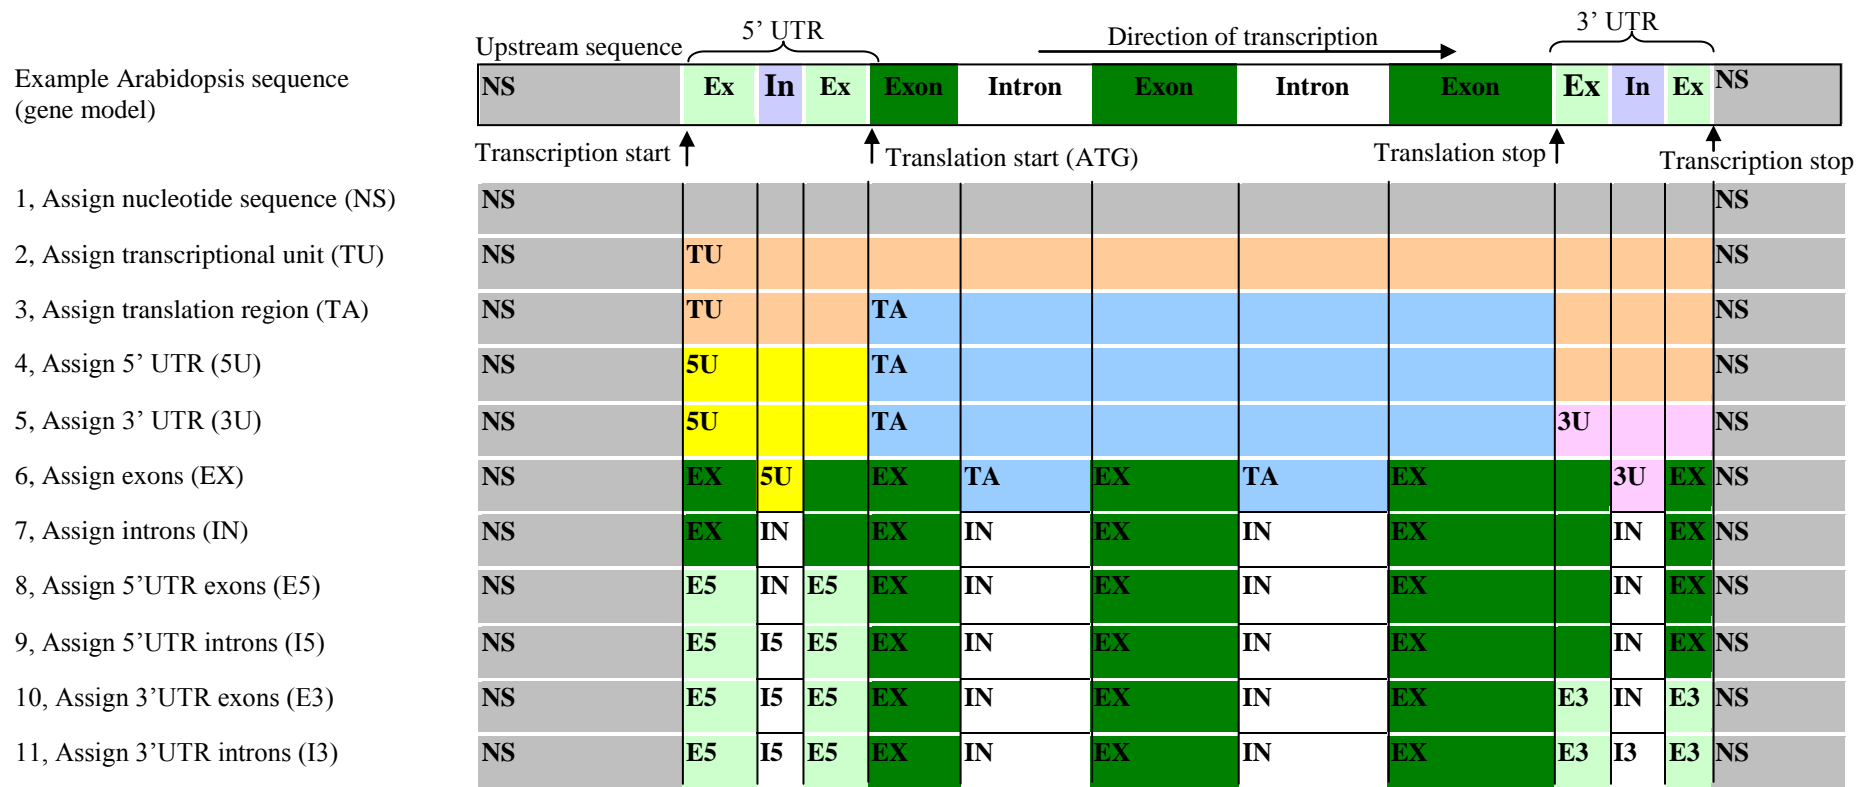 5’ UTR
3’ UTR
Upstream sequence
Direction of transcription
Example Arabidopsis sequence
(gene model)
NS Ex In Ex Exon Intron Exon Intron Exon Ex In Ex NS
Transcription start
Translation start (ATG)
Translation stop
Transcription stop
1, Assign nucleotide sequence (NS) NS NS
2, Assign transcriptional unit (TU) NS TU NS
3, Assign translation region (TA) NS TU TA NS
4, Assign 5’ UTR (5U) NS 5U TA NS
5, Assign 3’ UTR (3U) NS 5U TA 3U NS
6, Assign exons (EX) NS EX 5U EX TA EX TA EX 3U EX NS
7, Assign introns (IN) NS EX IN EX IN EX IN EX IN EX NS
8, Assign 5’UTR exons (E5) NS E5 IN E5 EX IN EX IN EX IN EX NS
9, Assign 5’UTR introns (I5) NS E5 I5 E5 EX IN EX IN EX IN EX NS
10, Assign 3’UTR exons (E3) NS E5 I5 E5 EX IN EX IN EX E3 IN E3 NS
11, Assign 3’UTR introns (I3) NS E5 I5 E5 EX IN EX IN EX E3 I3 E3 NS